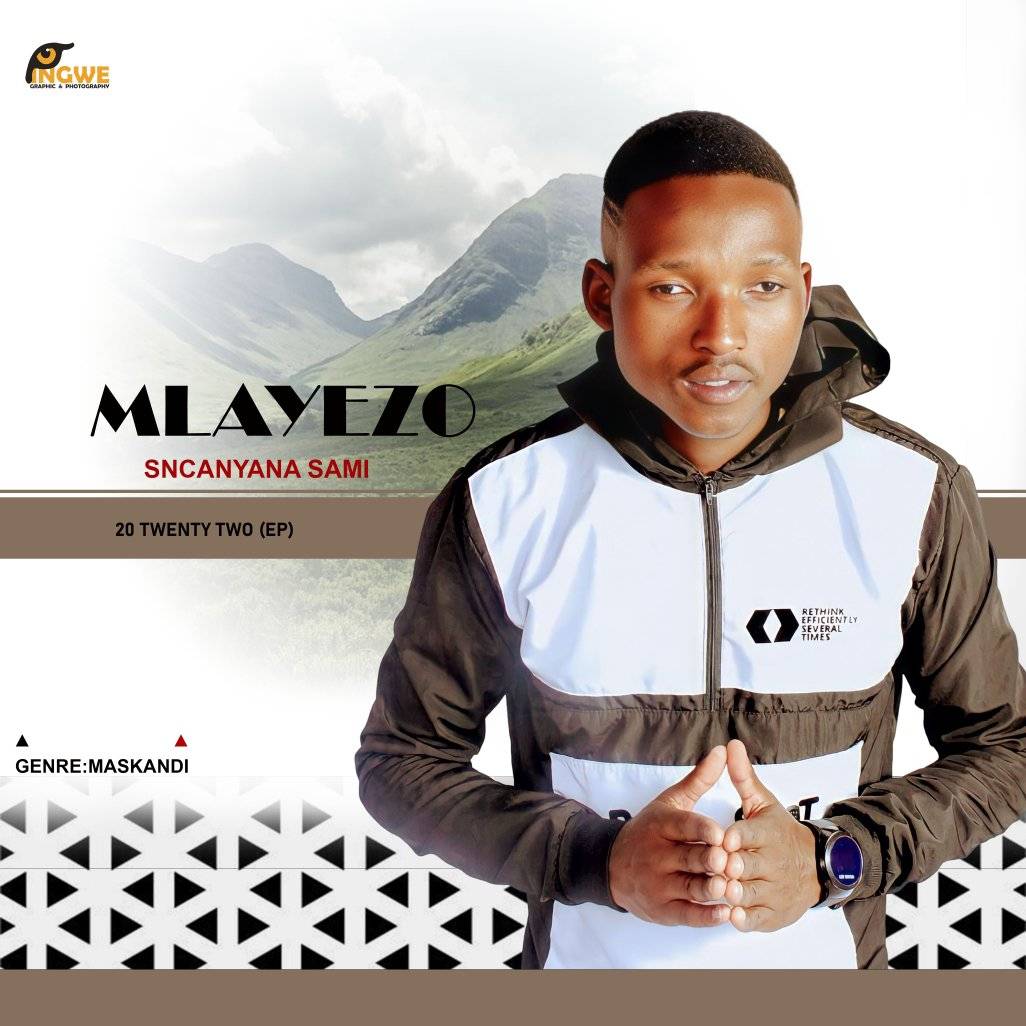 INGWE
GRAPHIC & PHOTOGRAPHY
MLAYEZO
SNCANYANA SAMI
20 TWENTY TWO (EP)
RETHINK
EFFICIENTLY
SEVERAL
TIMES
GENRE:MASKANDI